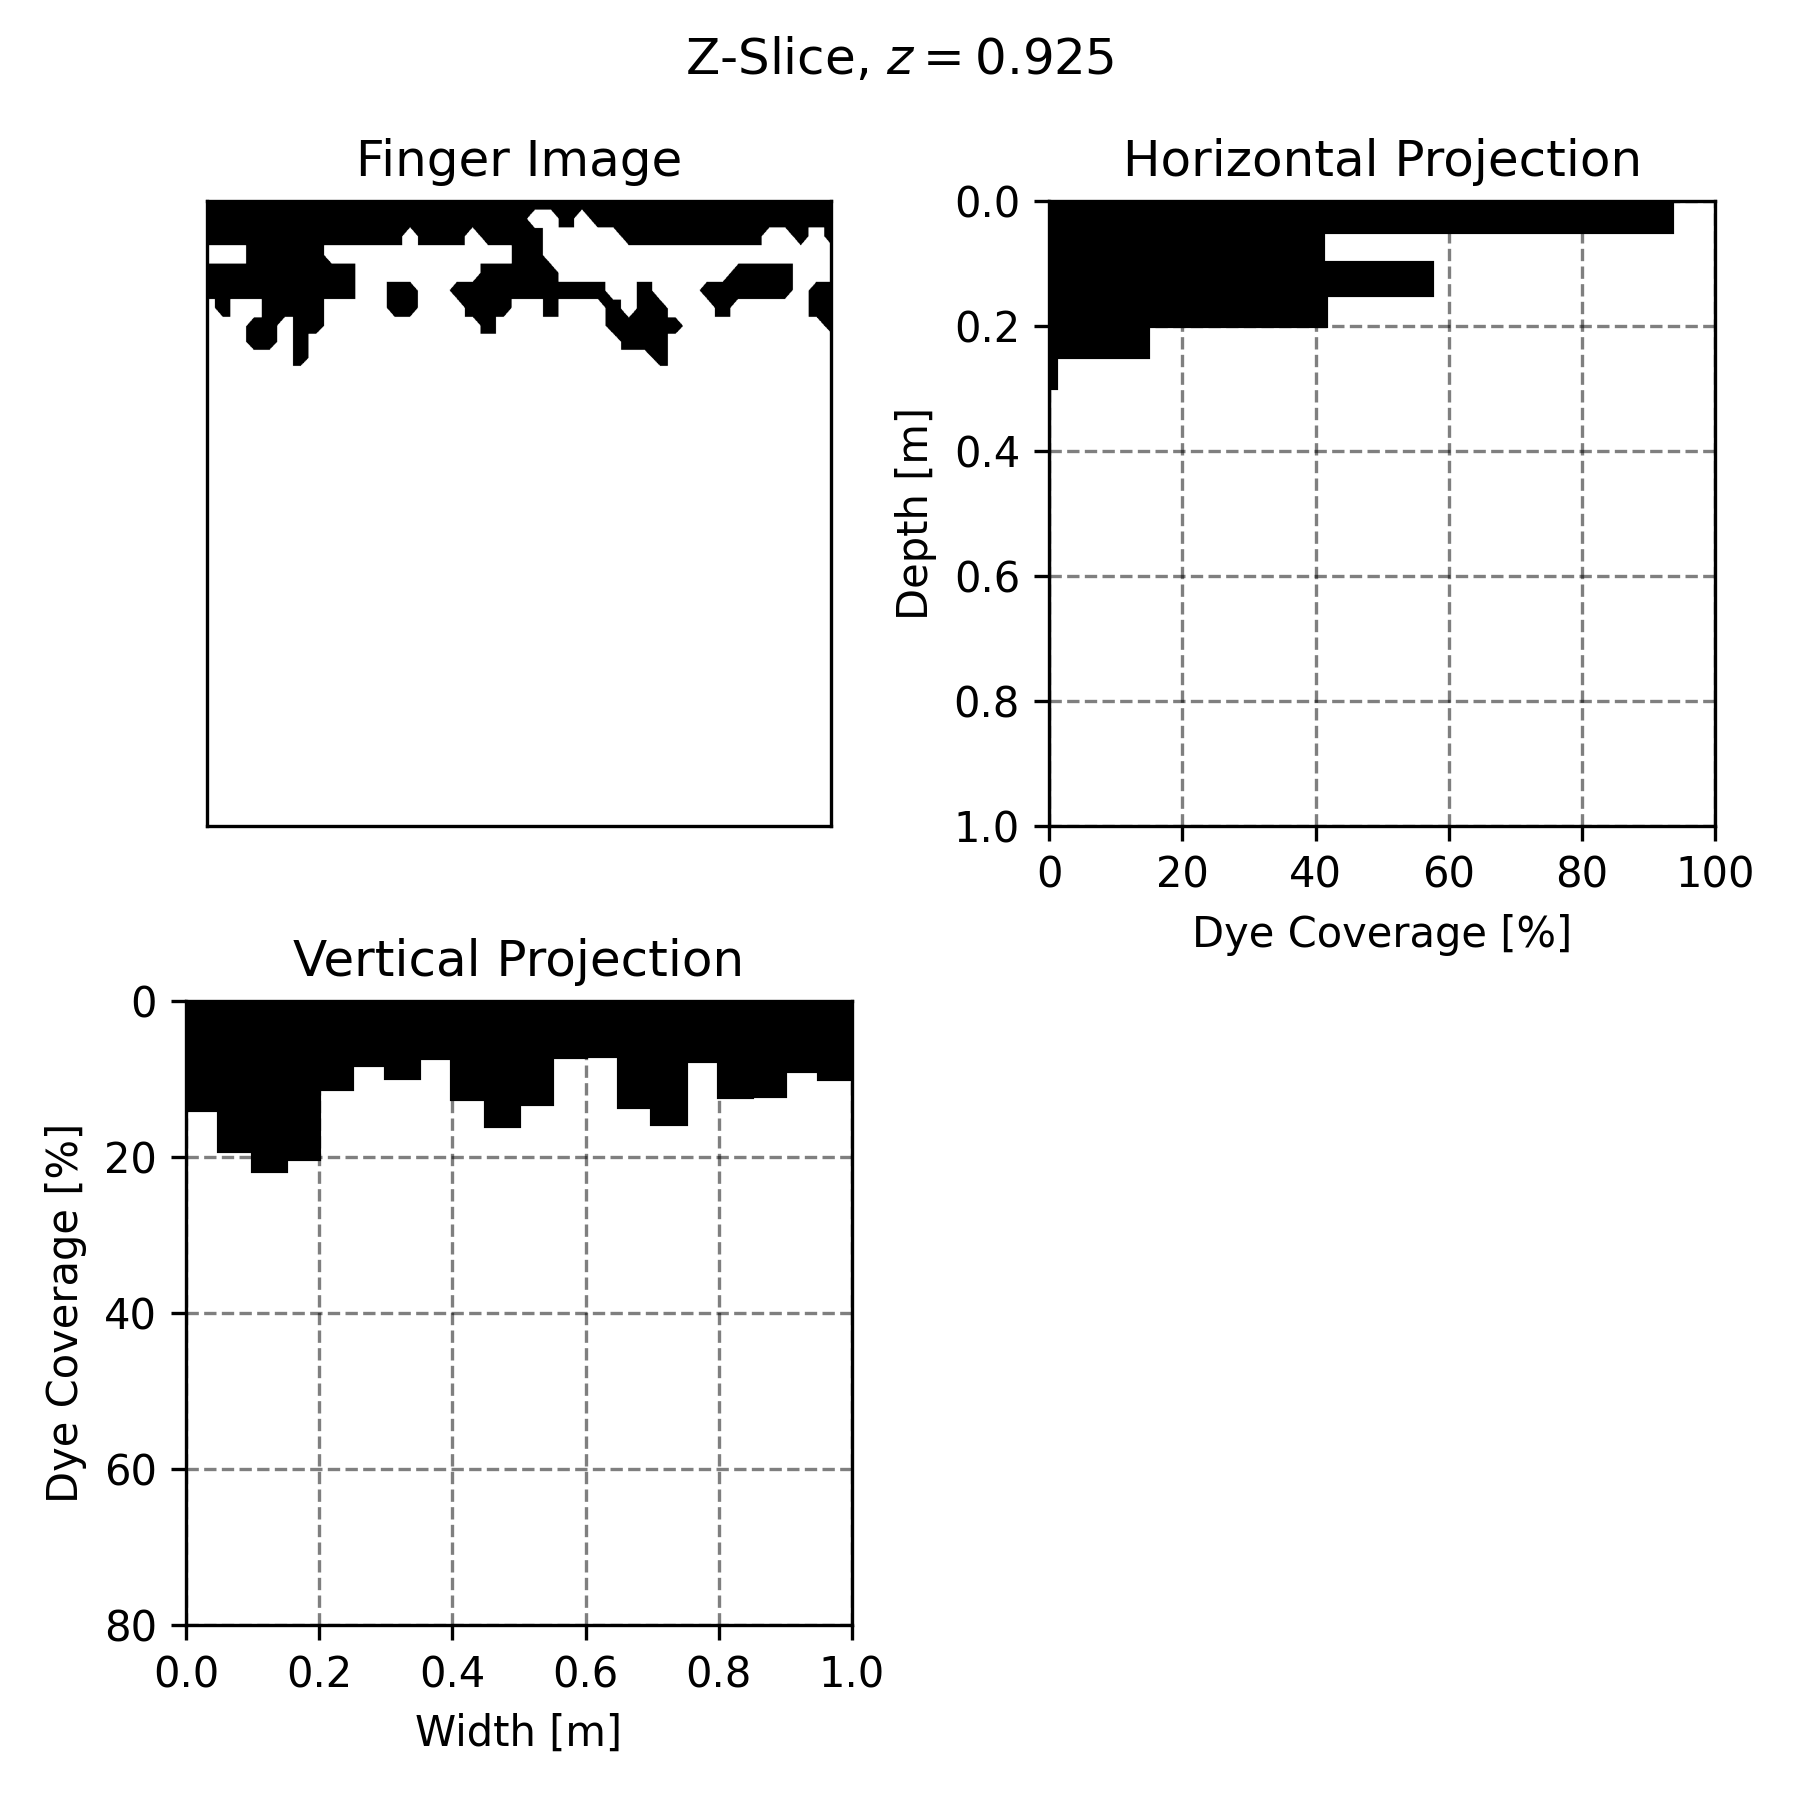 Z-Slice, z = 0.925
Finger Image
Horizontal Projection
0.0
0.2
0.4
0.6
0.8
1.0
Depth [m]
0 20 40 60 80 100
Dye Coverage [%]
Vertical Projection
0
20
40
60
80
Dye Coverage [%]
0.0 0.2 0.4 0.6 0.8 1.0
Width [m]